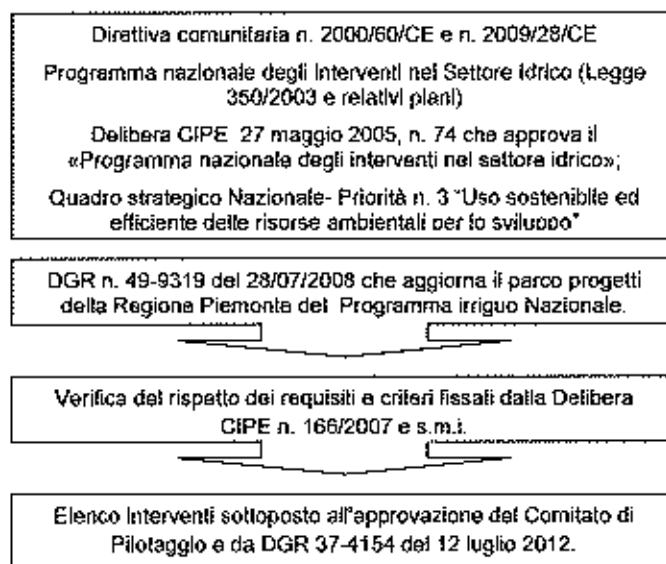 Direttiva comunitaria n. 2000/60/CE e n. 2009/28/CE
Programma nazionale degli Interventi nel Settore Idrico (Legge
350/2003 e relativi piani)
Delibera CIPE 27 maggio 2005, n. 74 che approva il
«Programma nazionale degli interventi nel settore idrico»;
Quadro strategico Nazionale- Priorità n. 3 "Uso sostenibile ed
efficiente delle risorse ambientali per lo sviluppo"
DGR n. 49-9319 del 28/07/2008 che aggiorna il parco progetti
della Regione Piemonte del Programma irriguo Nazionale.
Verifica del rispetto dei requisiti e criteri fissati dalla Delibera
CIPE n. 166/2007 e s.m.i.
Elenco Interventi sottoposto all'approvazione del Comitato di
Pilotaggio e da DGR 37-4154 del 12 luglio 2012.